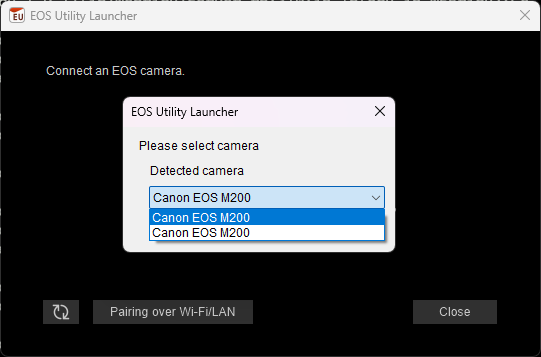 EU EOS Utility Launcher
Connect an EOS camera.
EOS Utility Launcher
Please select camera
Detected camera
Canon EOS M200
Canon EOS M200
Canon EOS M200
Pairing over Wi-Fi/LAN
Close